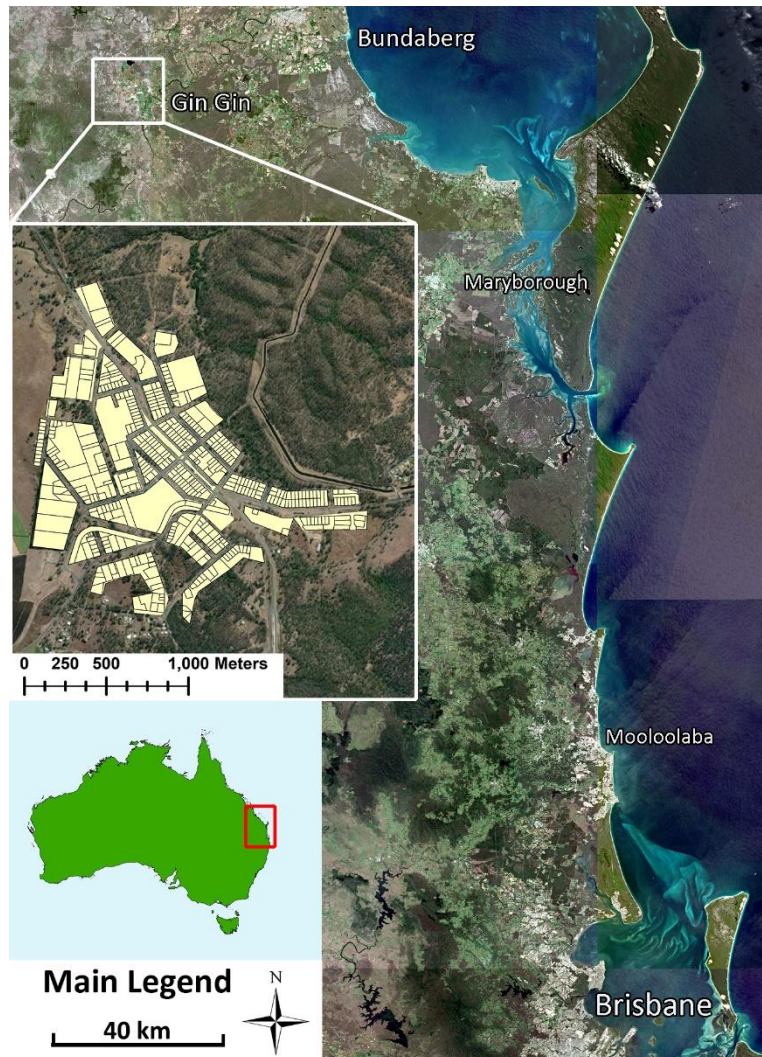 Bundaberg
Gin Gin
Maryborough
0 250 500 1,000 Meters
Mooloolaba
Main Legend
N
40 km
Brisbane